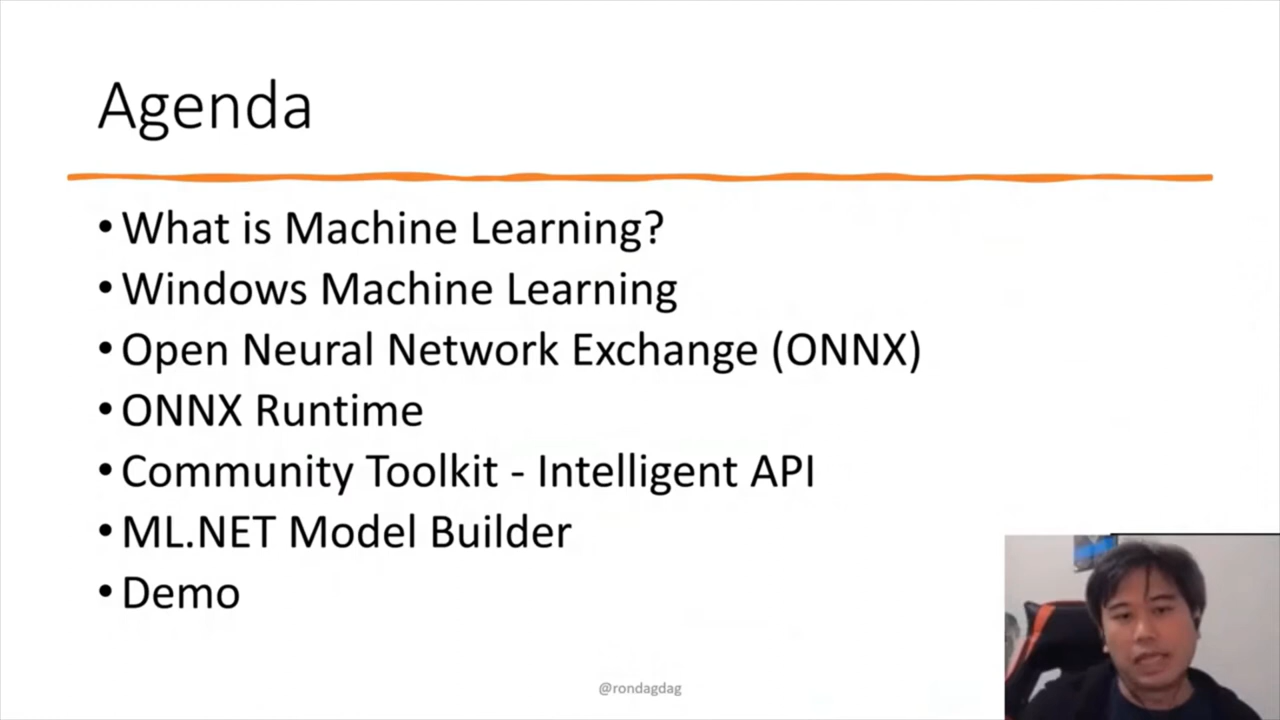 Agenda
• What is Machine Learning?
• Windows Machine Learning
• Open Neural Network Exchange (ONNX)
• ONNX Runtime
• Community Toolkit - Intelligent API
• ML.NET Model Builder
• Demo
@rondagdag